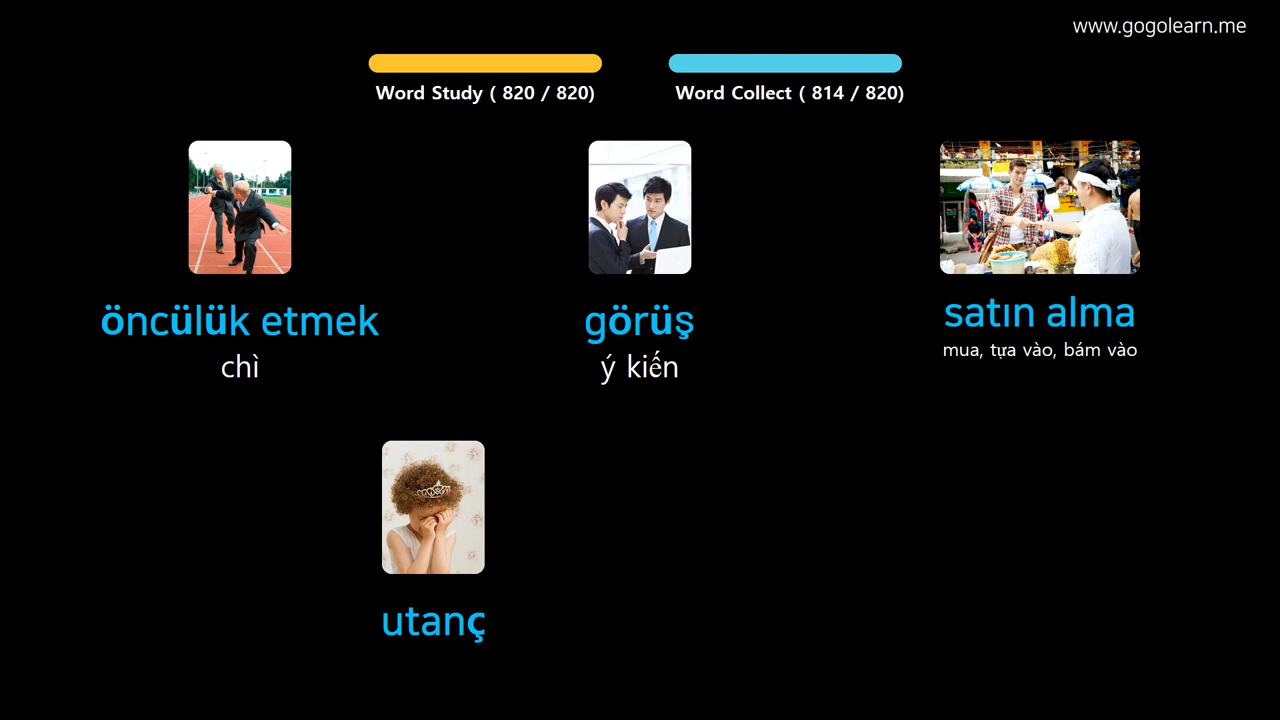 www.gogolearn.me
Word Study ( 820 / 820)
Word Collect ( 814 / 820)
öncülük etmek
chì
görüş
ý kiến
satın alma
mua, tựa vào, bám vào
utanç